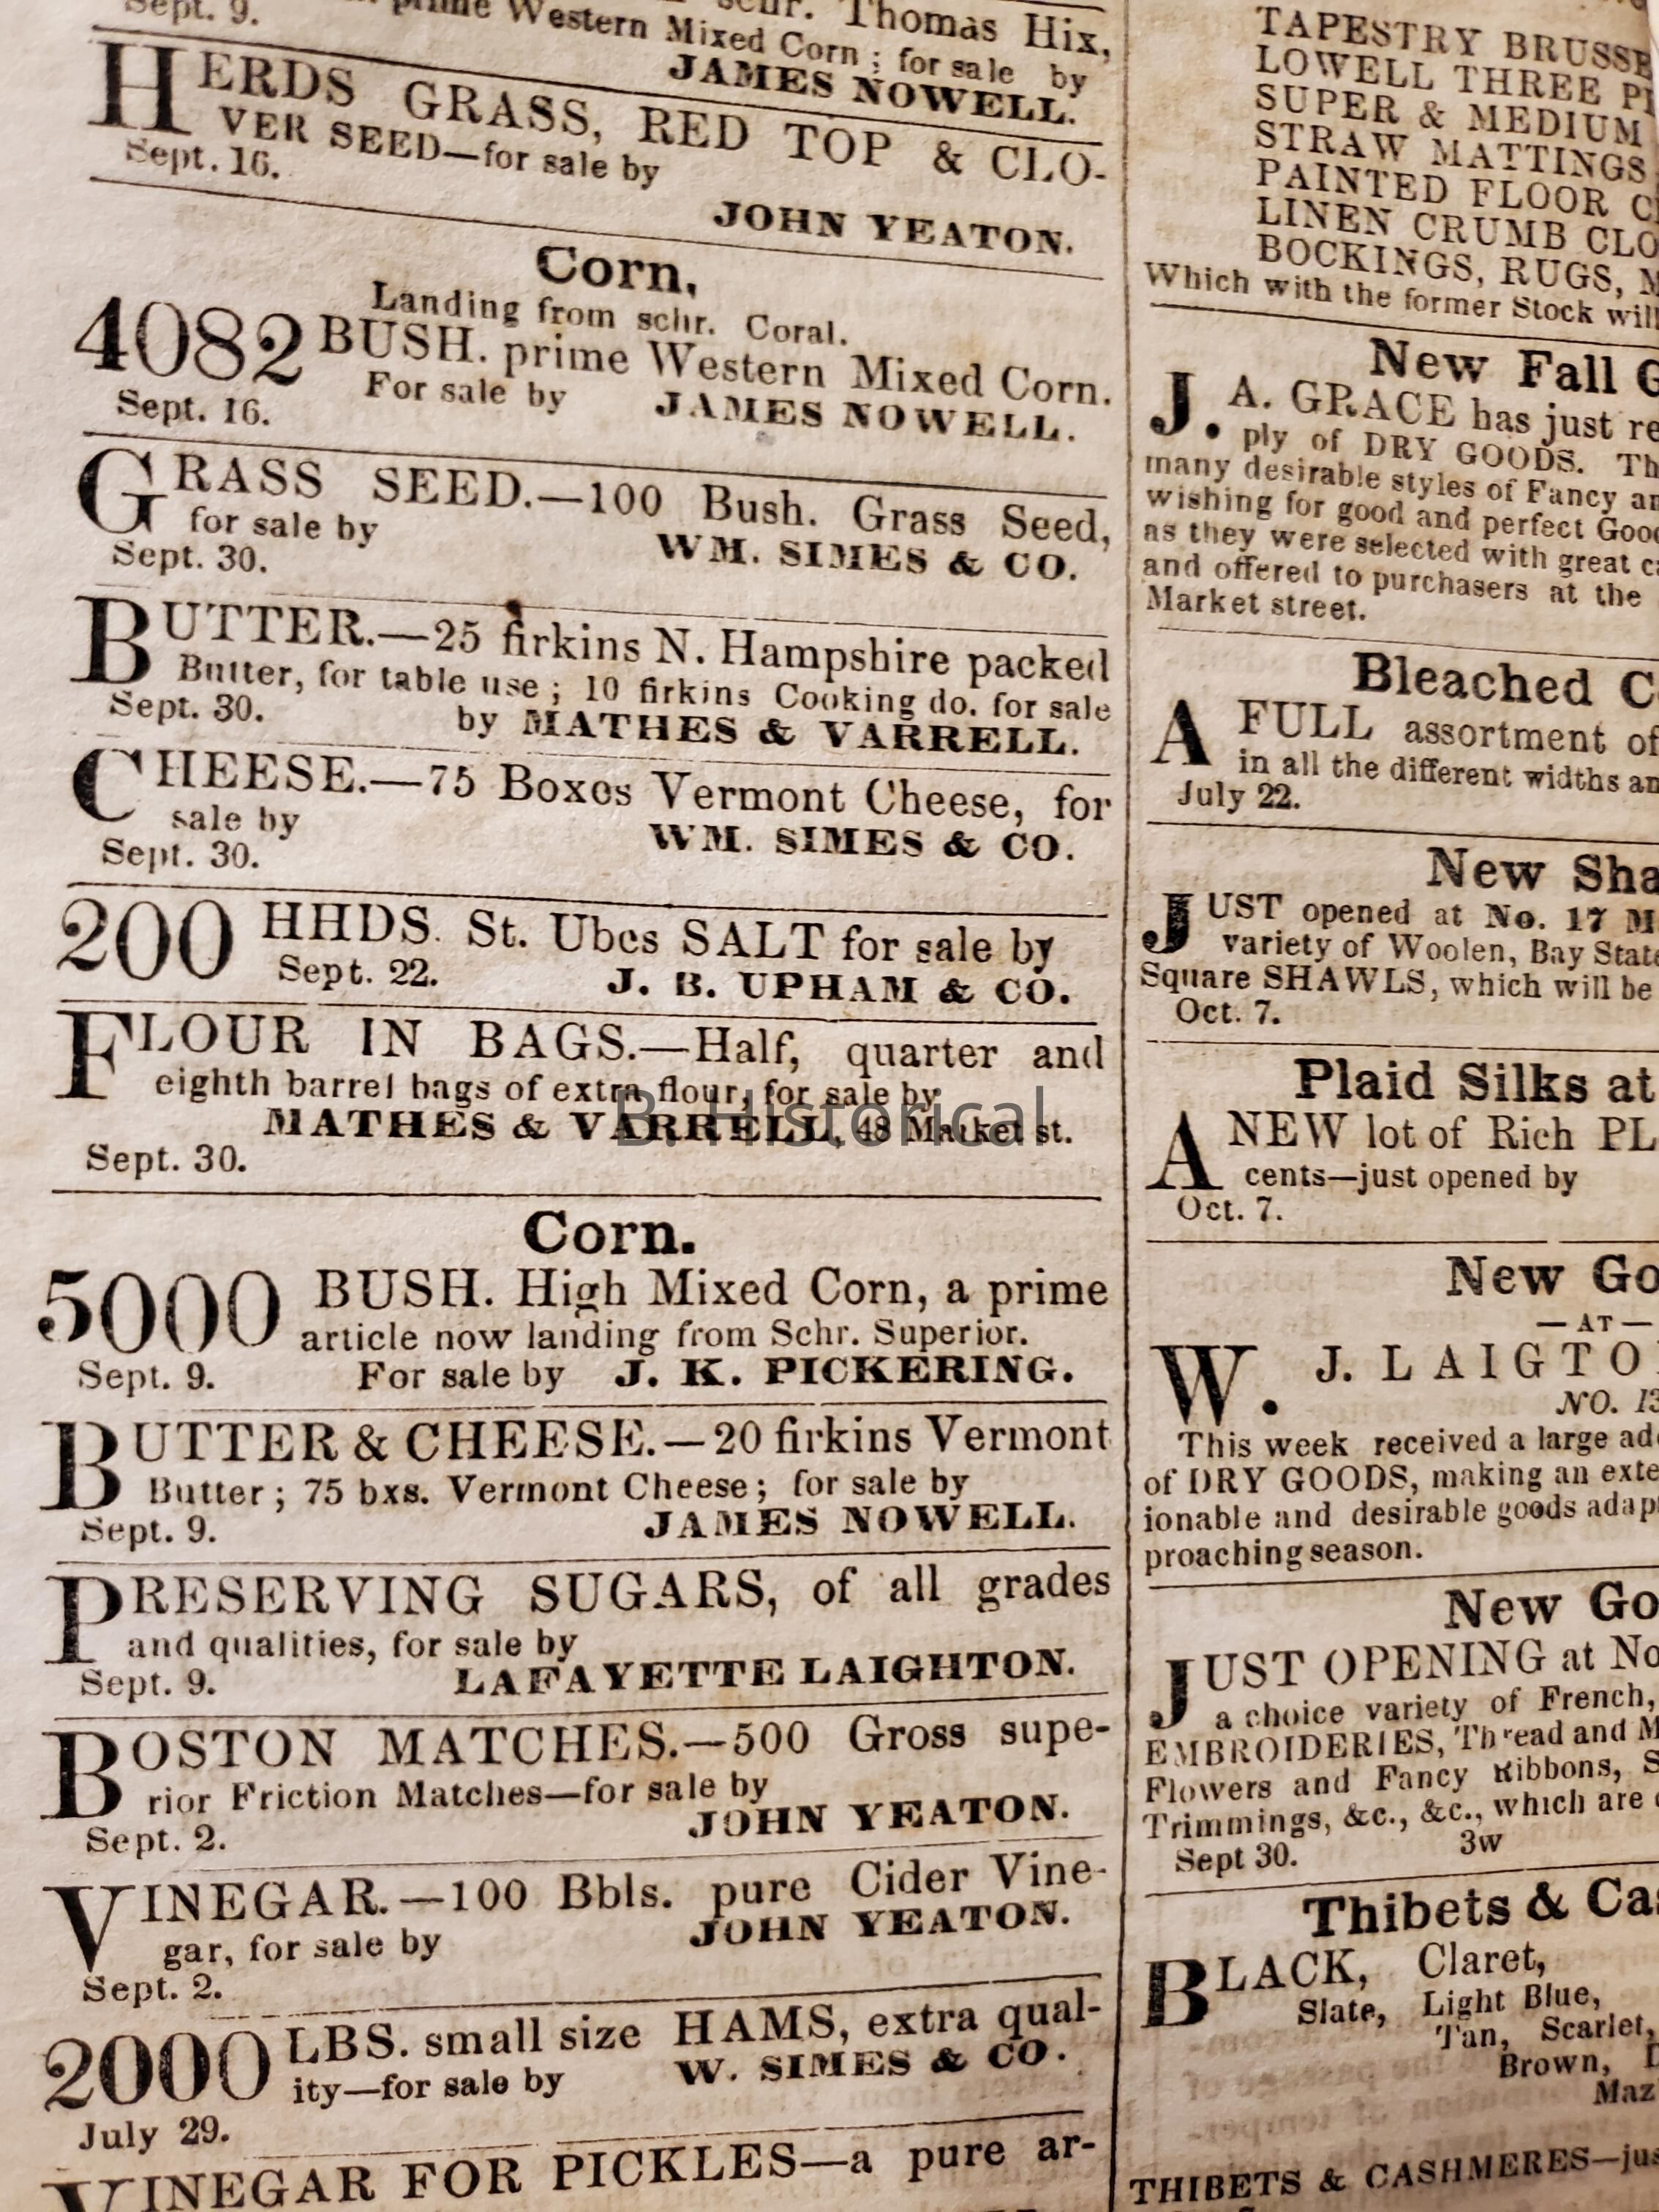 Sept. 9.
schr. Thomas Hix,
prime Western Mixed Corn; for sale by
JAMES NOWELL.
HERDS GRASS, RED TOP & CLO-
VER SEED—for sale by
Sept. 16.
JOHN YEATON.
Corn,
Landing from schr. Coral.
4082 BUSH. prime Western Mixed Corn.
For sale by JAMES NOWELL.
Sept. 16.
GRASS SEED.—100 Bush. Grass Seed,
for sale by
WM. SIMES & CO.
Sept. 30.
BUTTER.—25 firkins N. Hampshire packed
Butter, for table use; 10 firkins Cooking do. for sale
Sept. 30. by MATHES & VARRELL.
CHEESE.—75 Boxes Vermont Cheese, for
sale by
WM. SIMES & CO.
Sept. 30.
200 HHDS. St. Ubes SALT for sale by
Sept. 22. J. B. UPHAM & CO.
FLOUR IN BAGS.—Half, quarter and
eighth barrel bags of extra flour, for sale by
MATHES & VARRELL, 48 Market st.
B. Historical
Sept. 30.
Corn.
5000 BUSH. High Mixed Corn, a prime
article now landing from Schr. Superior.
Sept. 9. For sale by J. K. PICKERING.
BUTTER & CHEESE.—20 firkins Vermont
Butter; 75 bxs. Vermont Cheese; for sale by
Sept. 9. JAMES NOWELL.
PRESERVING SUGARS, of all grades
and qualities, for sale by
Sept. 9. LAFAYETTE LAIGHTON.
BOSTON MATCHES.—500 Gross supe-
rior Friction Matches—for sale by
JOHN YEATON.
Sept. 2.
VINEGAR.—100 Bbls. pure Cider Vine-
gar, for sale by JOHN YEATON.
Sept. 2.
2000 LBS. small size HAMS, extra qual-
ity—for sale by W. SIMES & CO.
July 29.
VINEGAR FOR PICKLES—a pure ar-
TAPESTRY BRUSSE
LOWELL THREE PL
SUPER & MEDIUM
STRAW MATTINGS
PAINTED FLOOR C
LINEN CRUMB CLO
BOCKINGS, RUGS, M
Which with the former Stock will
New Fall G
J. A. GRACE has just re
ply of DRY GOODS. Th
many desirable styles of Fancy an
wishing for good and perfect Good
as they were selected with great c
and offered to purchasers at the
Market street.
Bleached C
A FULL assortment of
in all the different widths an
July 22.
New Sha
JUST opened at No. 17 M
variety of Woolen, Bay State
Square SHAWLS, which will be
Oct. 7.
Plaid Silks at
A NEW lot of Rich PL
cents—just opened by
Oct. 7.
New Go
—AT—
W. J. LAIGTO
NO. 13
This week received a large ad
of DRY GOODS, making an exte
ionable and desirable goods adap
proaching season.
New Go
JUST OPENING at No
a choice variety of French,
EMBROIDERIES, Thread and M
Flowers and Fancy Ribbons, S
Trimmings, &c., &c., which are
Sept 30. 3w
Thibets & Cas
BLACK, Claret,
Slate, Light Blue,
Tan, Scarlet,
Brown, D
Maz
THIBETS & CASHMERES—jus